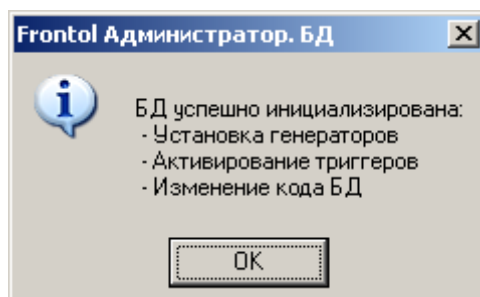 Frontol Администратор. БД
БД успешно инициализирована:
- Установка генераторов
- Активирование триггеров
- Изменение кода БД
OK